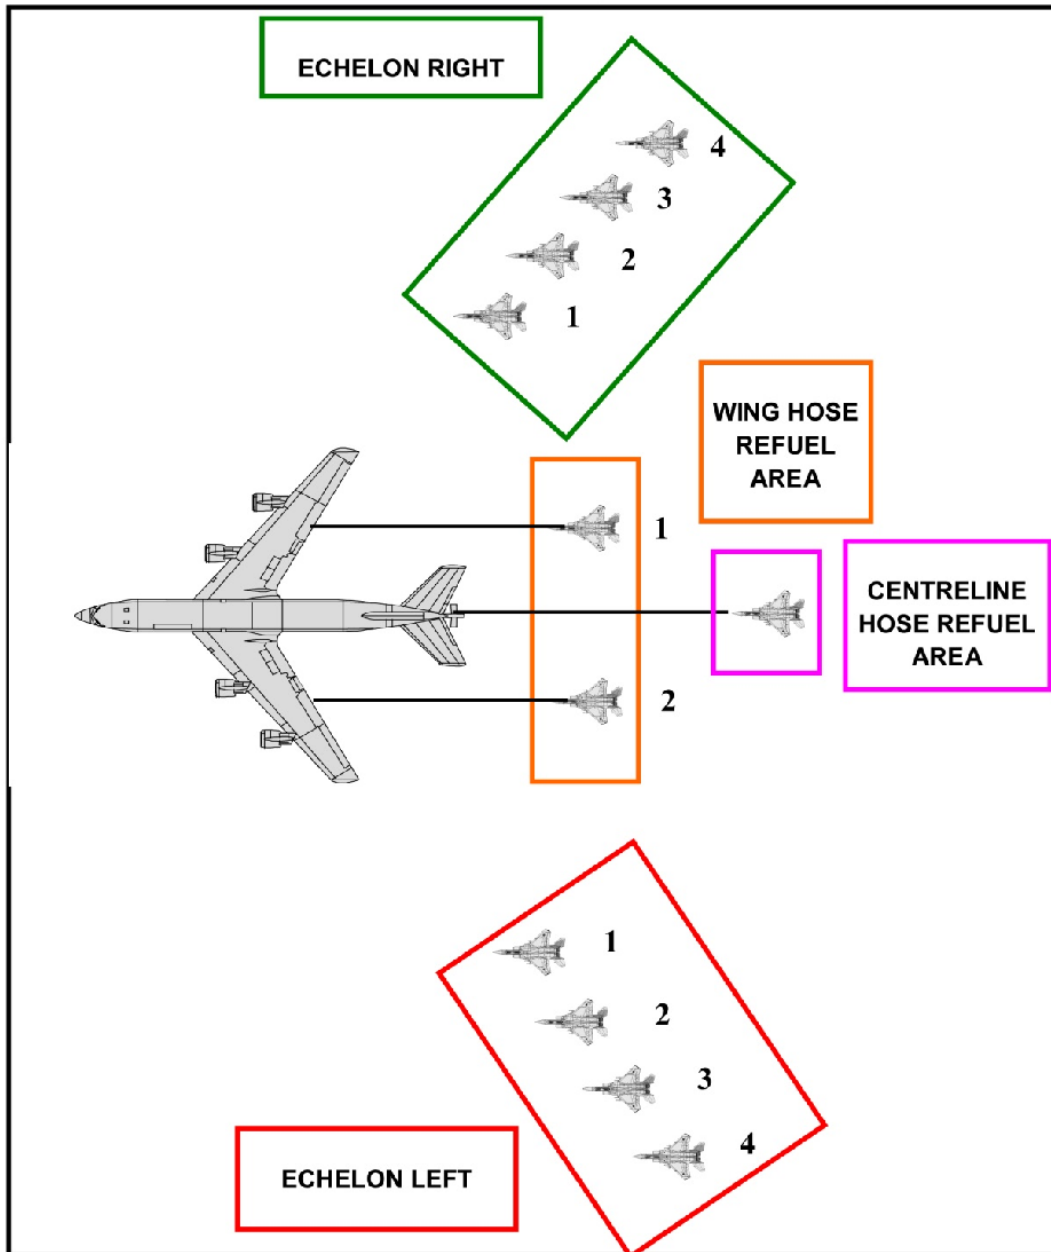 ECHELON RIGHT
4
3
2
1
WING HOSE
REFUEL
AREA
1
CENTRELINE
HOSE REFUEL
AREA
2
1
2
3
4
ECHELON LEFT